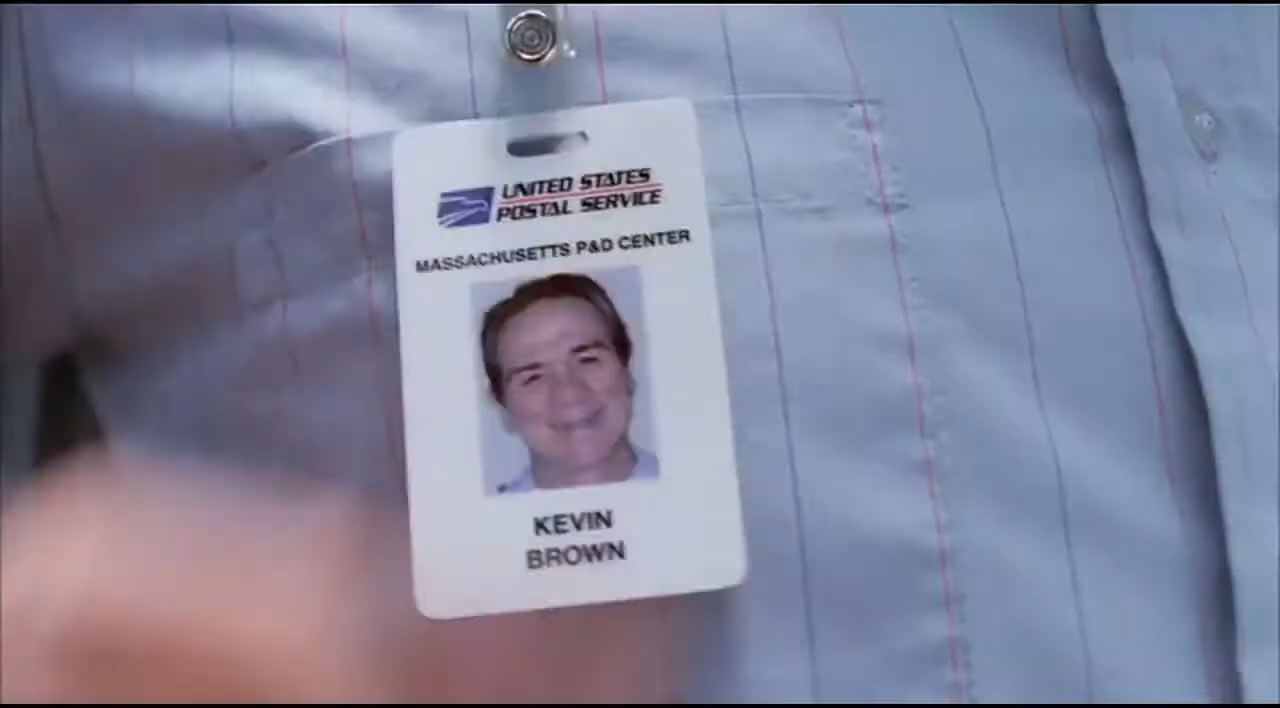 UNITED STATES
POSTAL SERVICE
MASSACHUSETTS P&D CENTER
KEVIN
BROWN